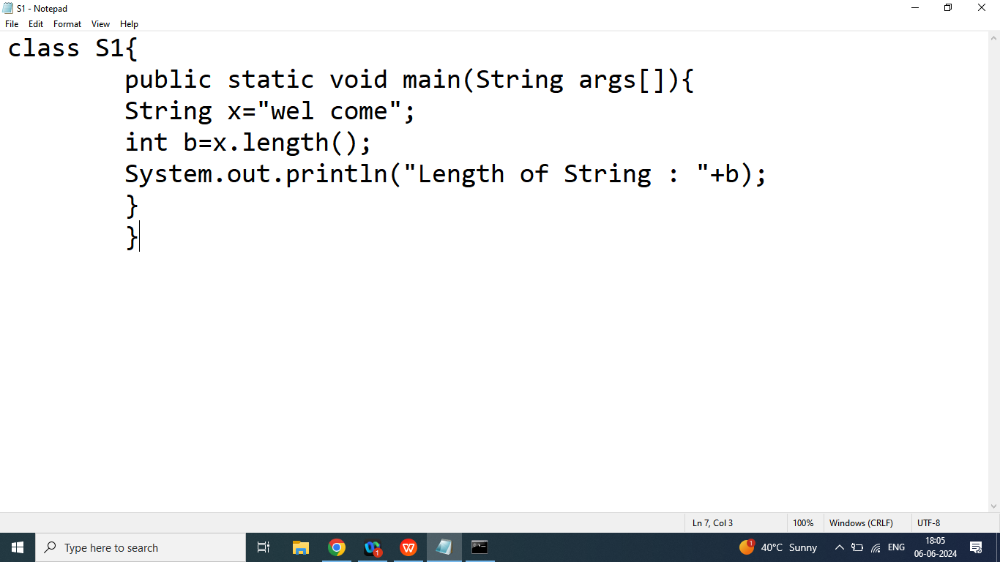 S1 - Notepad
File Edit Format View Help
class S1{
public static void main(String args[]){
String x="wel come";
int b=x.length();
System.out.println("Length of String : "+b);
}
}
Ln 7, Col 3 100% Windows (CRLF) UTF-8
Type here to search 1 W 1 40°C Sunny ENG 18:05
06-06-2024